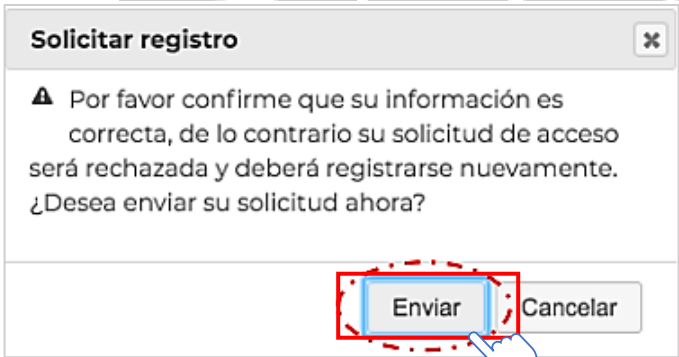 Solicitar registro
Por favor confirme que su información es
correcta, de lo contrario su solicitud de acceso
será rechazada y deberá registrarse nuevamente.
¿Desea enviar su solicitud ahora?
Enviar Cancelar